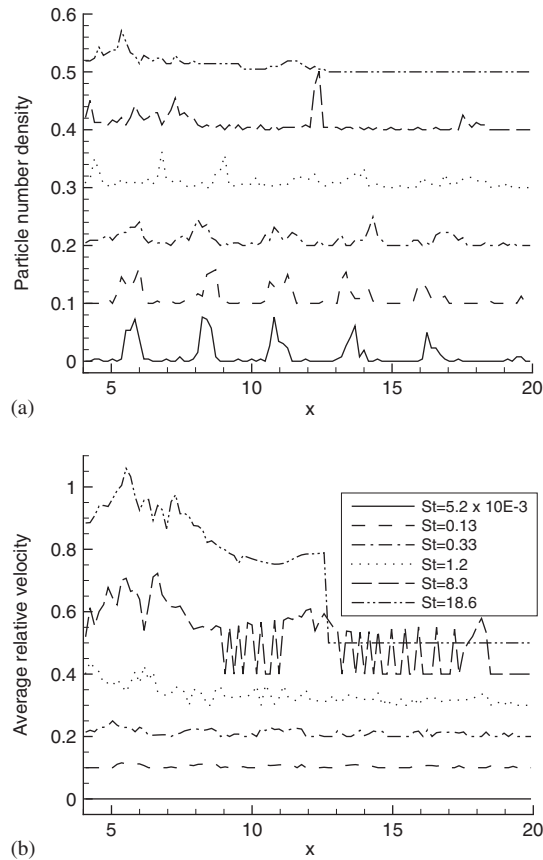 0.6
0.5
0.4
0.3
0.2
0.1
0
Particle number density
5
10
15
20
(a)
x
1
0.8
0.6
0.4
0.2
0
Average relative velocity
St=5.2 x 10E-3
St=0.13
St=0.33
St=1.2
St=8.3
St=18.6
5
10
15
20
(b)
x